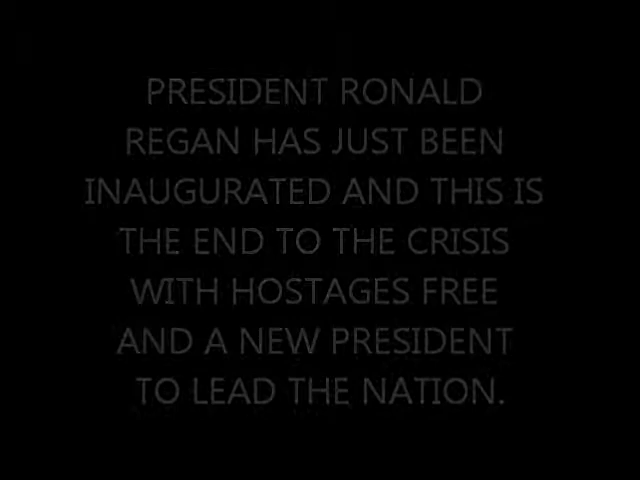 PRESIDENT RONALD
REGAN HAS JUST BEEN
INAUGURATED AND THIS IS
THE END TO THE CRISIS
WITH HOSTAGES FREE
AND A NEW PRESIDENT
TO LEAD THE NATION.